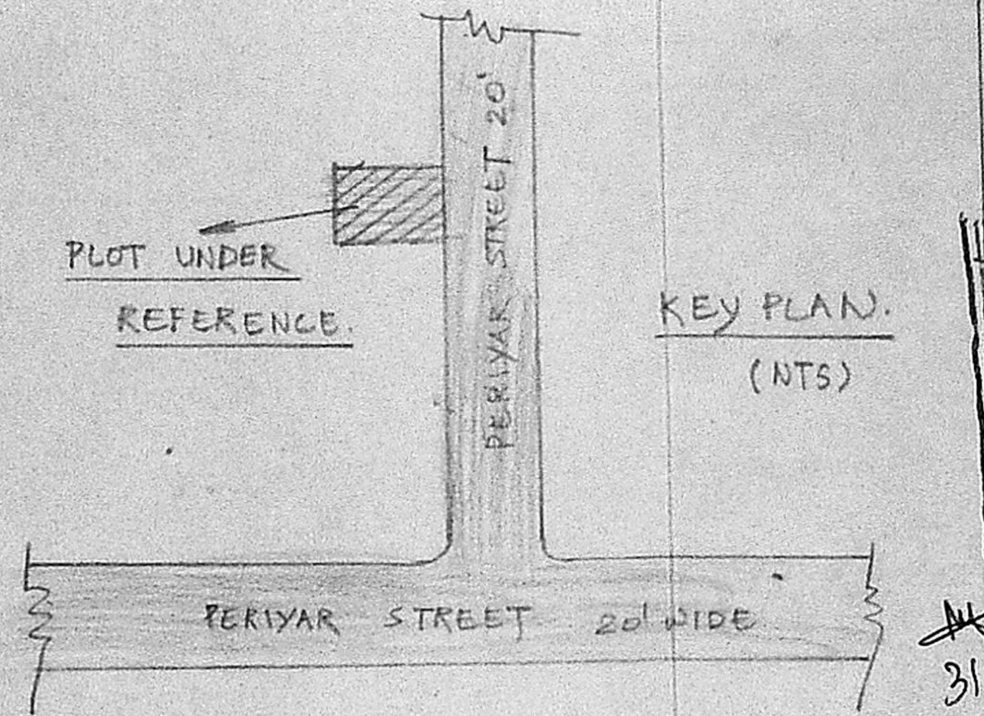 PERIYAR STREET 20'
PLOT UNDER
REFERENCE.
KEY PLAN.
(NTS)
PERIYAR STREET 20' WIDE
31